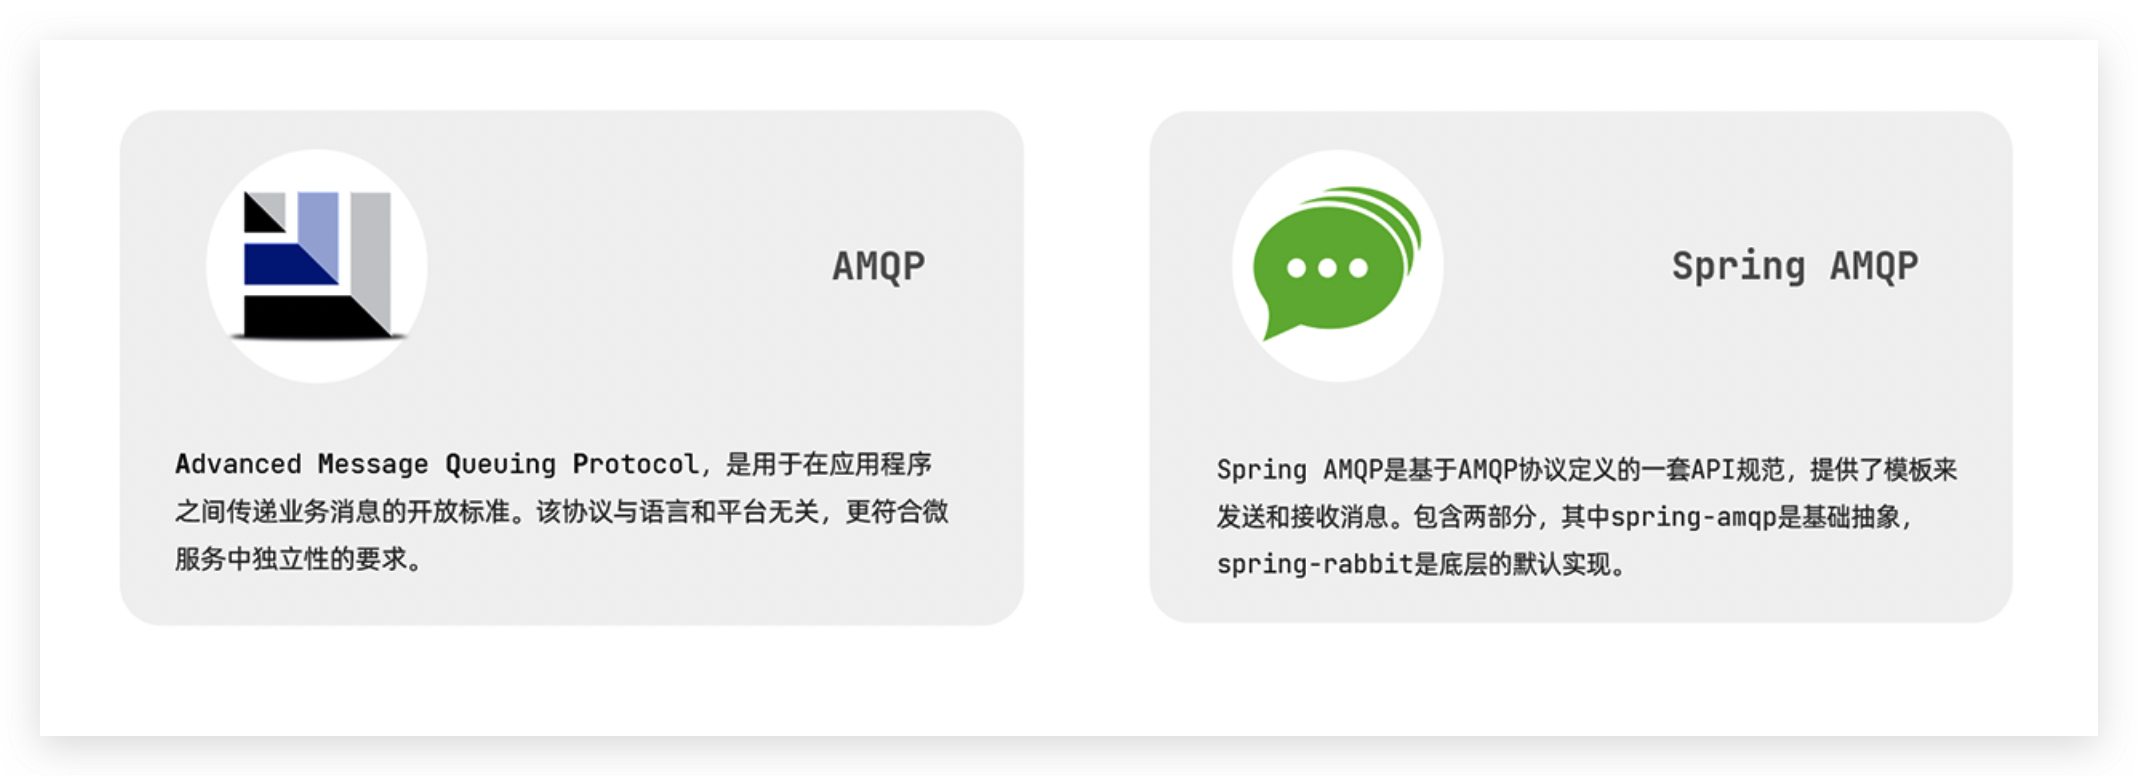 AMQP
Advanced Message Queuing Protocol，是用于在应用程序
之间传递业务消息的开放标准。该协议与语言和平台无关，更符合微
服务中独立性的要求。
Spring AMQP
Spring AMQP是基于AMQP协议定义的一套API规范，提供了模板来
发送和接收消息。包含两部分，其中spring-amqp是基础抽象，
spring-rabbit是底层的默认实现。